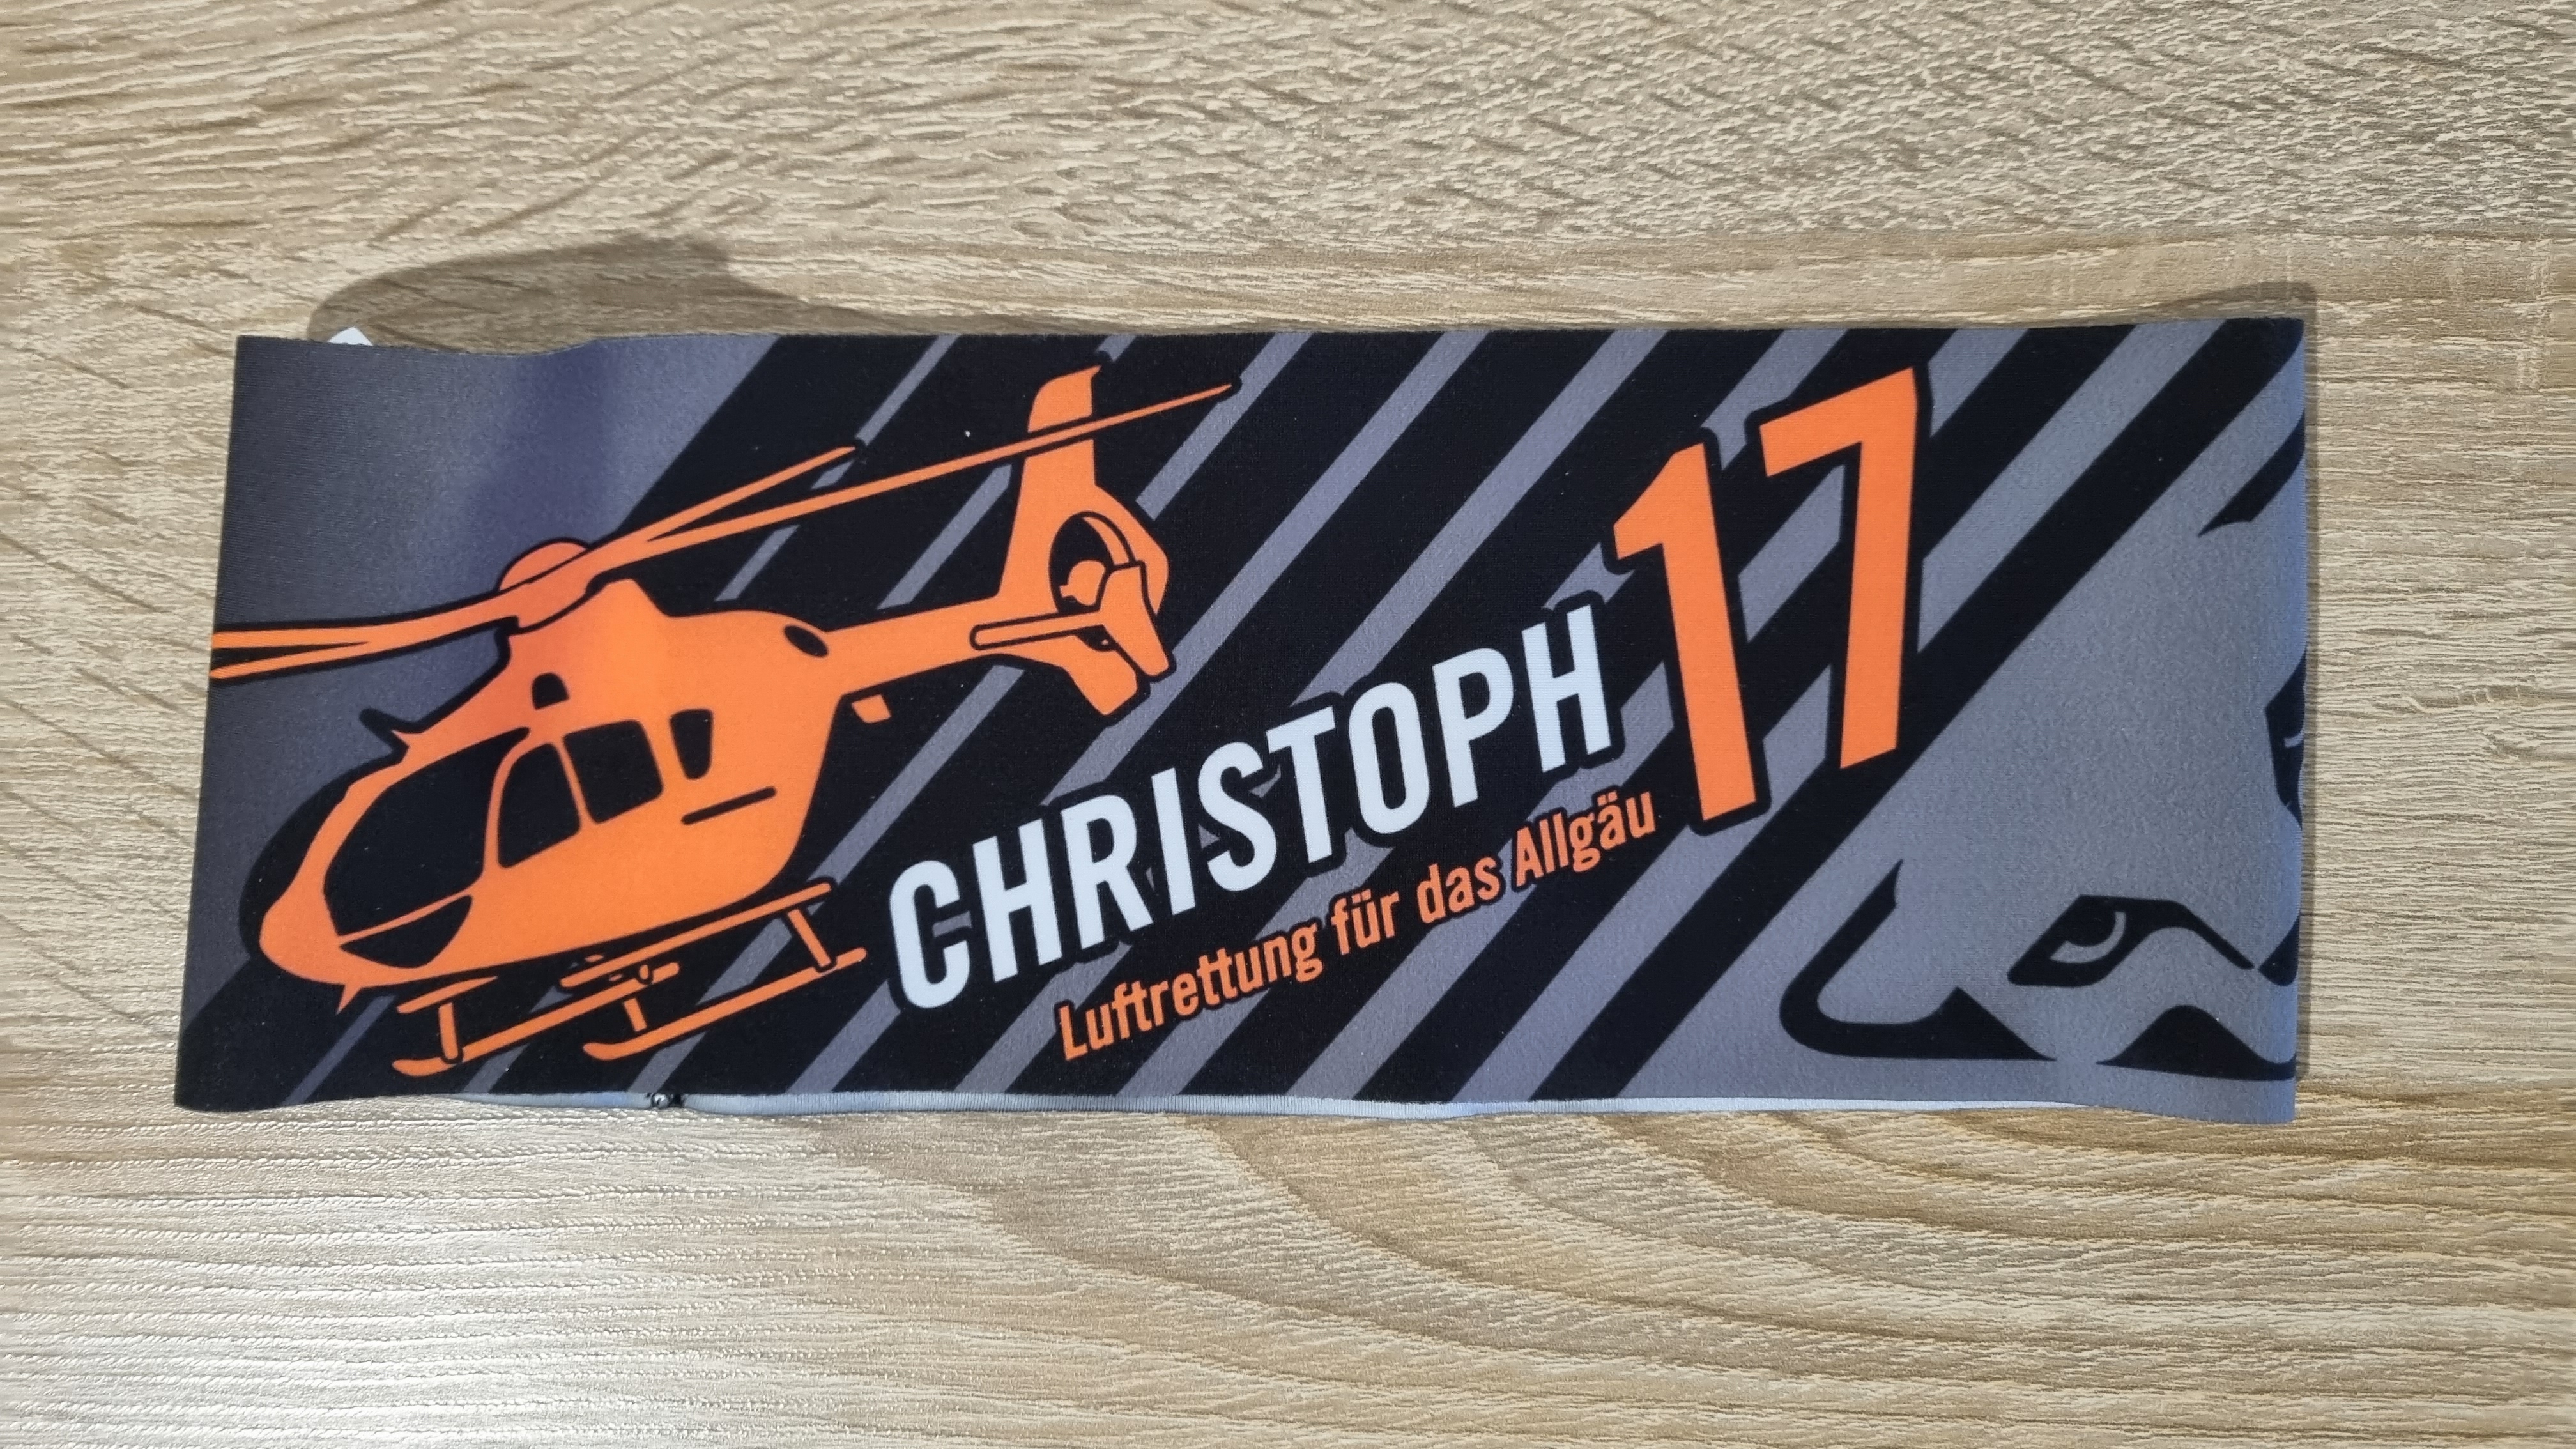 CHRISTOPH 17
Luftrettung für das Allgäu